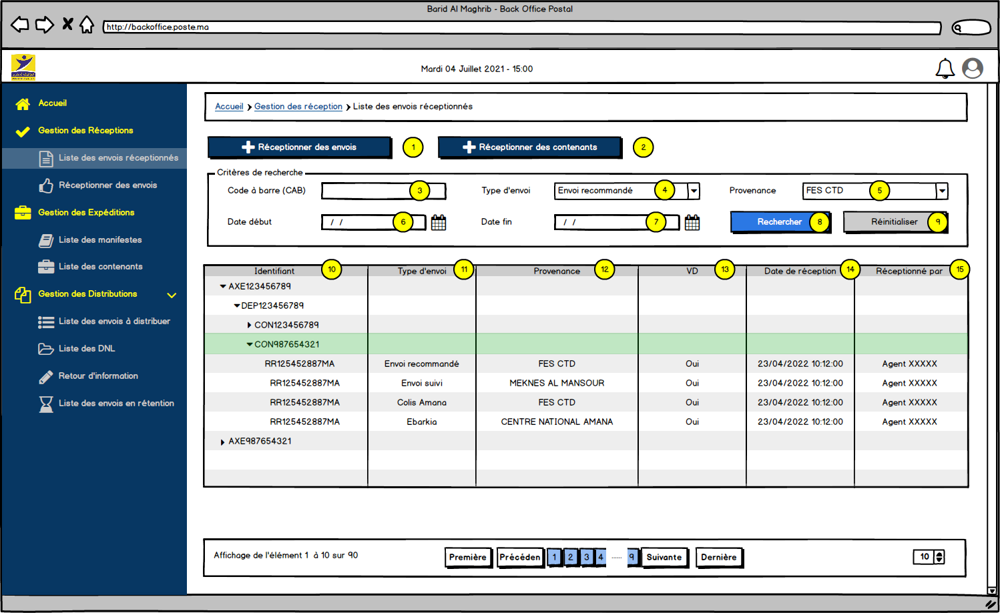 Barid Al Maghrib - Back Office Postal
http://backoffice.poste.ma
Mardi 04 Juillet 2021 - 15:00
Accueil
Gestion des Réceptions
Liste des envois réceptionnés
Réceptionner des envois
Gestion des Expéditions
Liste des manifestes
Liste des contenants
Gestion des Distributions
Liste des envois à distribuer
Liste des DNL
Retour d'information
Liste des envois en rétention
Accueil Gestion des réception Liste des envois réceptionnés
Réceptionner des envois 1 Réceptionner des contenants 2
Critères de recherche
Code à barre (CAB) 3 Type d'envoi Envoi recommandé 4 Provenance FES CTD 5
Date début / / 6 Date fin / / 7 Rechercher 8 Réinitialiser 9
Identifiant 10 Type d'envoi 11 Provenance 12 VD 13 Date de réception 14 Réceptionné par 15
AXE123456789
DEP123456789
CON123456789
CON987654321
RR125452887MA Envoi recommandé FES CTD Oui 23/04/2022 10:12:00 Agent XXXXX
RR125452887MA Envoi suivi MEKNES AL MANSOUR Oui 23/04/2022 10:12:00 Agent XXXXX
RR125452887MA Colis Amana FES CTD Oui 23/04/2022 10:12:00 Agent XXXXX
RR125452887MA Ebarkia CENTRE NATIONAL AMANA Oui 23/04/2022 10:12:00 Agent XXXXX
AXE987654321
Affichage de l'élément 1 à 10 sur 90 Première Précéden 1 2 3 4 ...... 9 Suivante Dernière 10